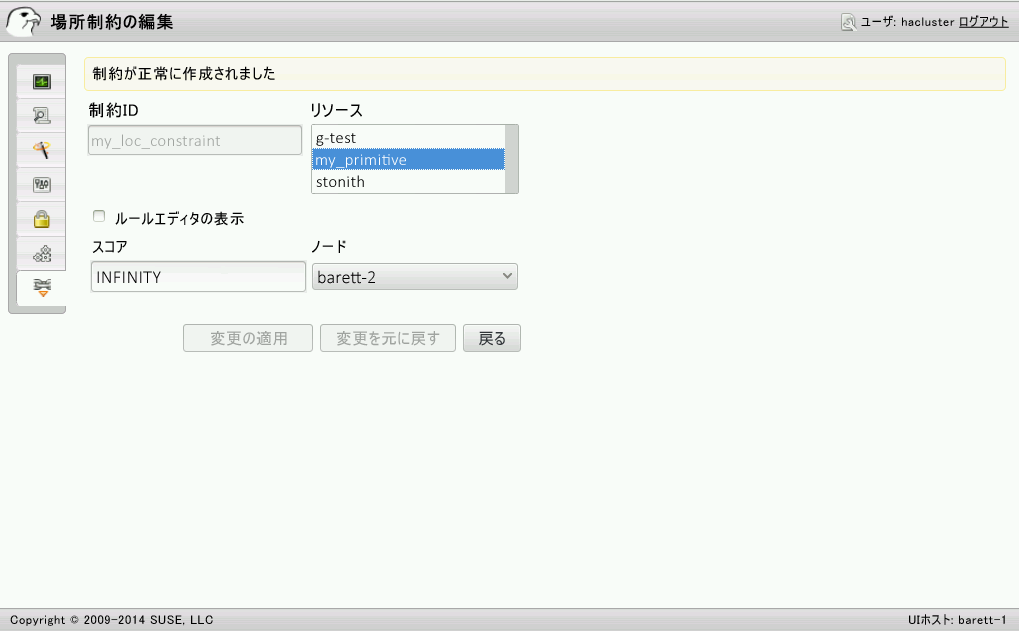 場所制約の編集
ユーザ: hacluster ログアウト
制約が正常に作成されました
制約ID リソース
my_loc_constraint
g-test
my_primitive
stonith
ルールエディタの表示
スコア ノード
INFINITY barett-2
変更の適用 変更を元に戻す 戻る
Copyright © 2009-2014 SUSE, LLC UIホスト: barett-1